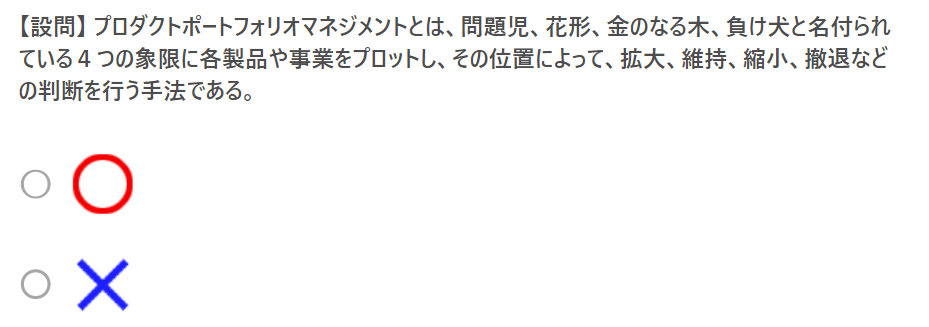 【設問】プロダクトポートフォリオマネジメントとは、問題児、花形、金のなる木、負け犬と名付られ
ている４つの象限に各製品や事業をプロットし、その位置によって、拡大、維持、縮小、撤退など
の判断を行う手法である。